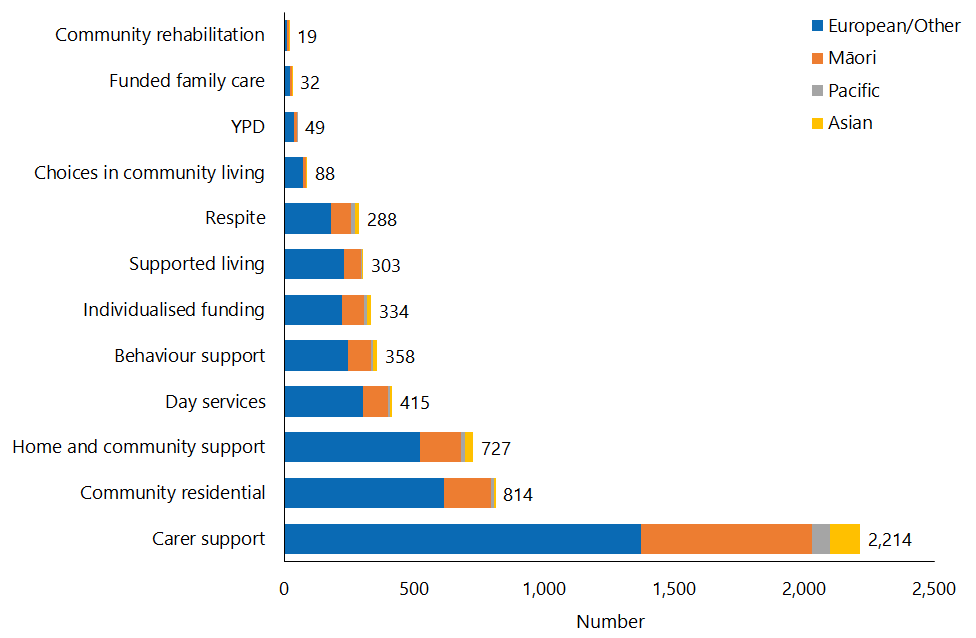 European/Other
Māori
Pacific
Asian
Community rehabilitation 19
Funded family care 32
YPD 49
Choices in community living 88
Respite 288
Supported living 303
Individualised funding 334
Behaviour support 358
Day services 415
Home and community support 727
Community residential 814
Carer support 2,214
0 500 1,000 1,500 2,000 2,500
Number